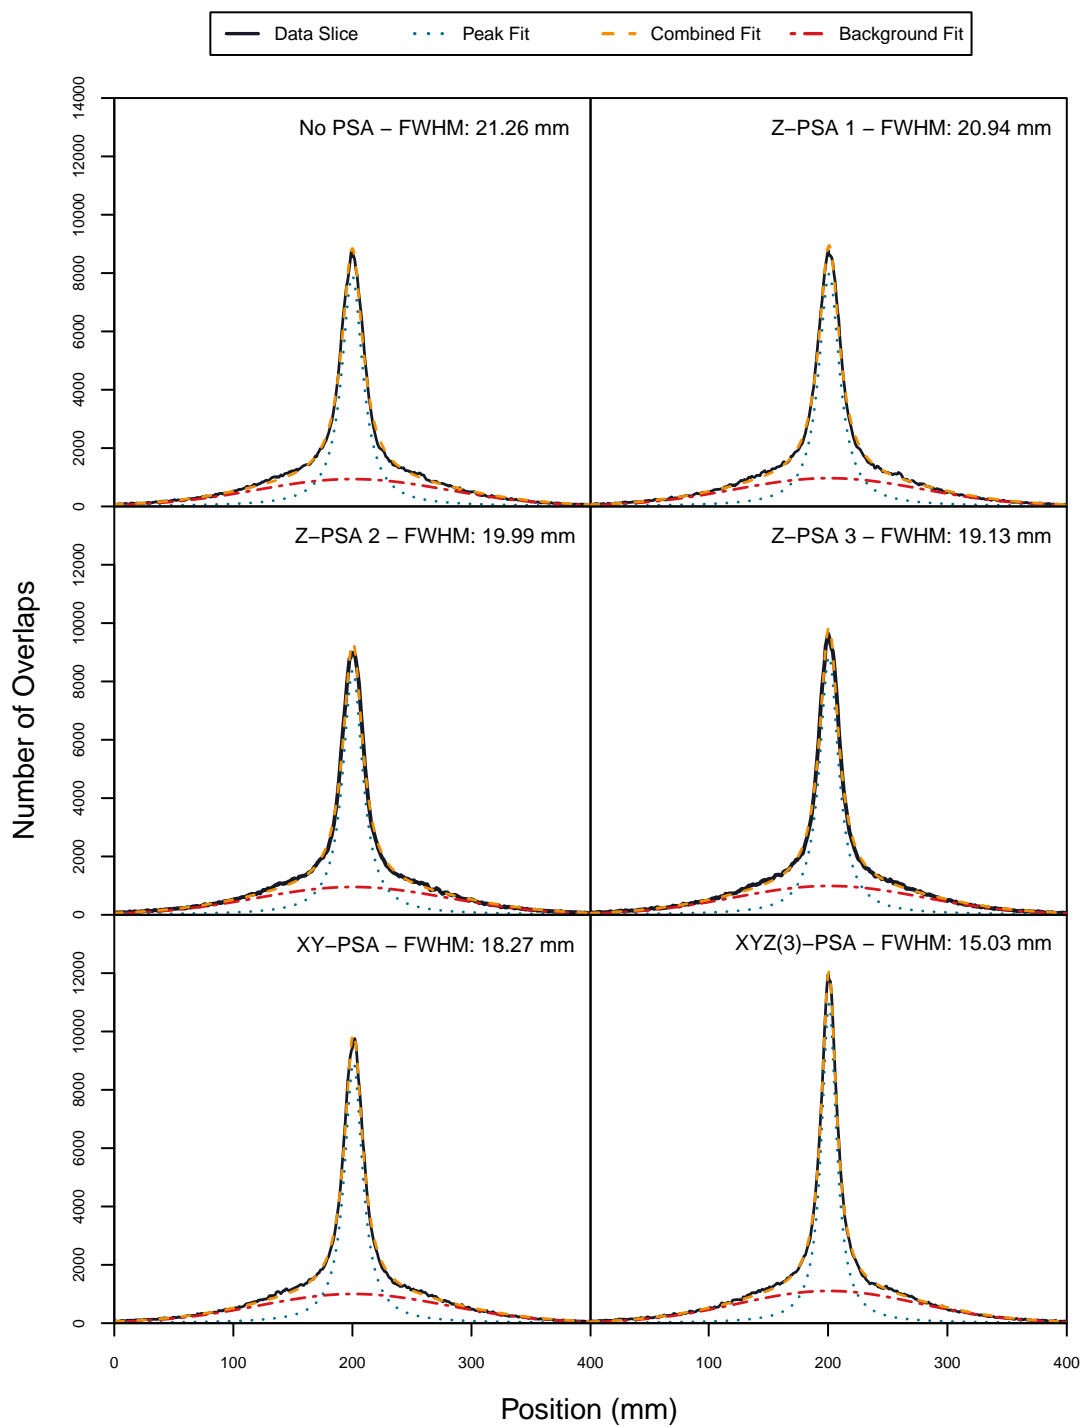 Data Slice Peak Fit Combined Fit Background Fit
No PSA – FWHM: 21.26 mm
Z–PSA 1 – FWHM: 20.94 mm
14000
12000
10000
8000
6000
4000
2000
0
Z–PSA 2 – FWHM: 19.99 mm
Z–PSA 3 – FWHM: 19.13 mm
12000
10000
8000
6000
4000
2000
0
Number of Overlaps
XY–PSA – FWHM: 18.27 mm
XYZ(3)–PSA – FWHM: 15.03 mm
12000
10000
8000
6000
4000
2000
0
0 100 200 300 400 100 200 300 400
Position (mm)